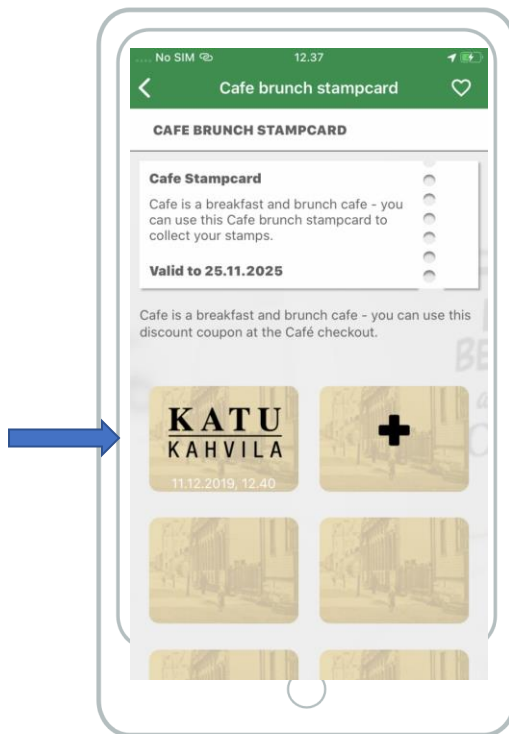 No SIM 12.37
Cafe brunch stampcard
CAFE BRUNCH STAMPCARD
Cafe Stampcard
Cafe is a breakfast and brunch cafe - you
can use this Cafe brunch stampcard to
collect your stamps.
Valid to 25.11.2025
Cafe is a breakfast and brunch cafe - you can use this
discount coupon at the Café checkout.
KATU
KAHVILA
11.12.2019, 12.40